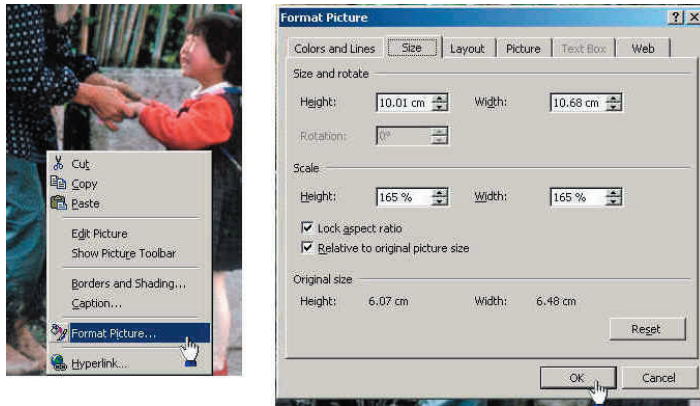 Cut
Copy
Paste
Edit Picture
Show Picture Toolbar
Borders and Shading...
Caption...
Format Picture...
Hyperlink...
Format Picture
Colors and Lines Size Layout Picture Text Box Web
Size and rotate
Height: 10.01 cm Width: 10.68 cm
Rotation: 0°
Scale
Height: 165 % Width: 165 %
Lock aspect ratio
Relative to original picture size
Original size
Height: 6.07 cm Width: 6.48 cm
Reset
OK Cancel